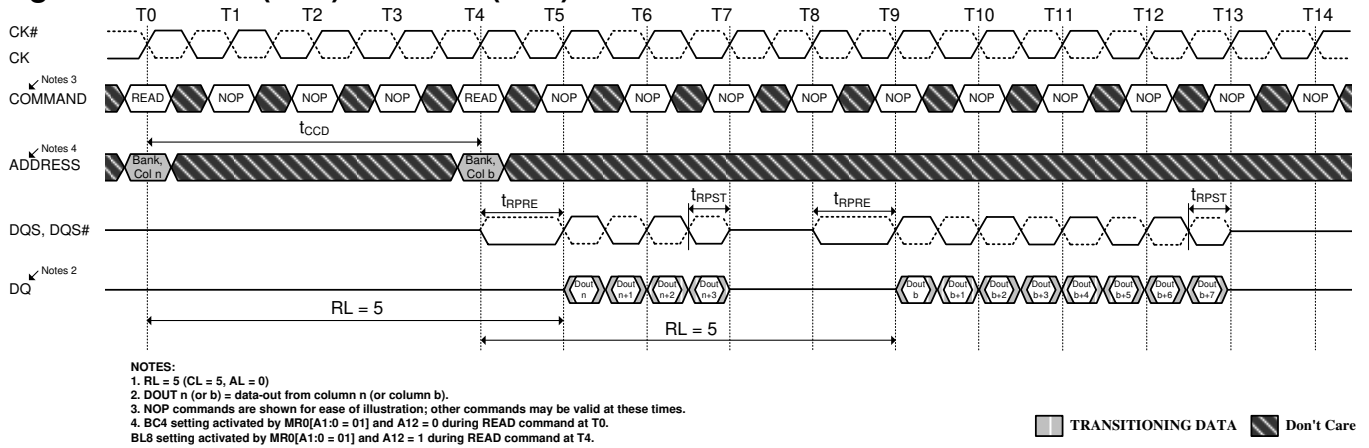 T0 T1 T2 T3 T4 T5 T6 T7 T8 T9 T10 T11 T12 T13 T14
CK#
CK
Notes 3
COMMAND READ NOP NOP NOP READ NOP NOP NOP NOP NOP NOP NOP NOP NOP NOP
tCCD
Notes 4
ADDRESS Bank, Col n Bank, Col b
tRPRE tRPST tRPRE tRPST
DQS, DQS#
Notes 2
DQ Dout n Dout n+1 Dout n+2 Dout n+3 Dout b Dout b+1 Dout b+2 Dout b+3 Dout b+4 Dout b+5 Dout b+6 Dout b+7
RL = 5
RL = 5
NOTES:
1. RL = 5 (CL = 5, AL = 0)
2. DOUT n (or b) = data-out from column n (or column b).
3. NOP commands are shown for ease of illustration; other commands may be valid at these times.
4. BC4 setting activated by MR0[A1:0 = 01] and A12 = 0 during READ command at T0.
BL8 setting activated by MR0[A1:0 = 01] and A12 = 1 during READ command at T4.
TRANSITIONING DATA Don't Care